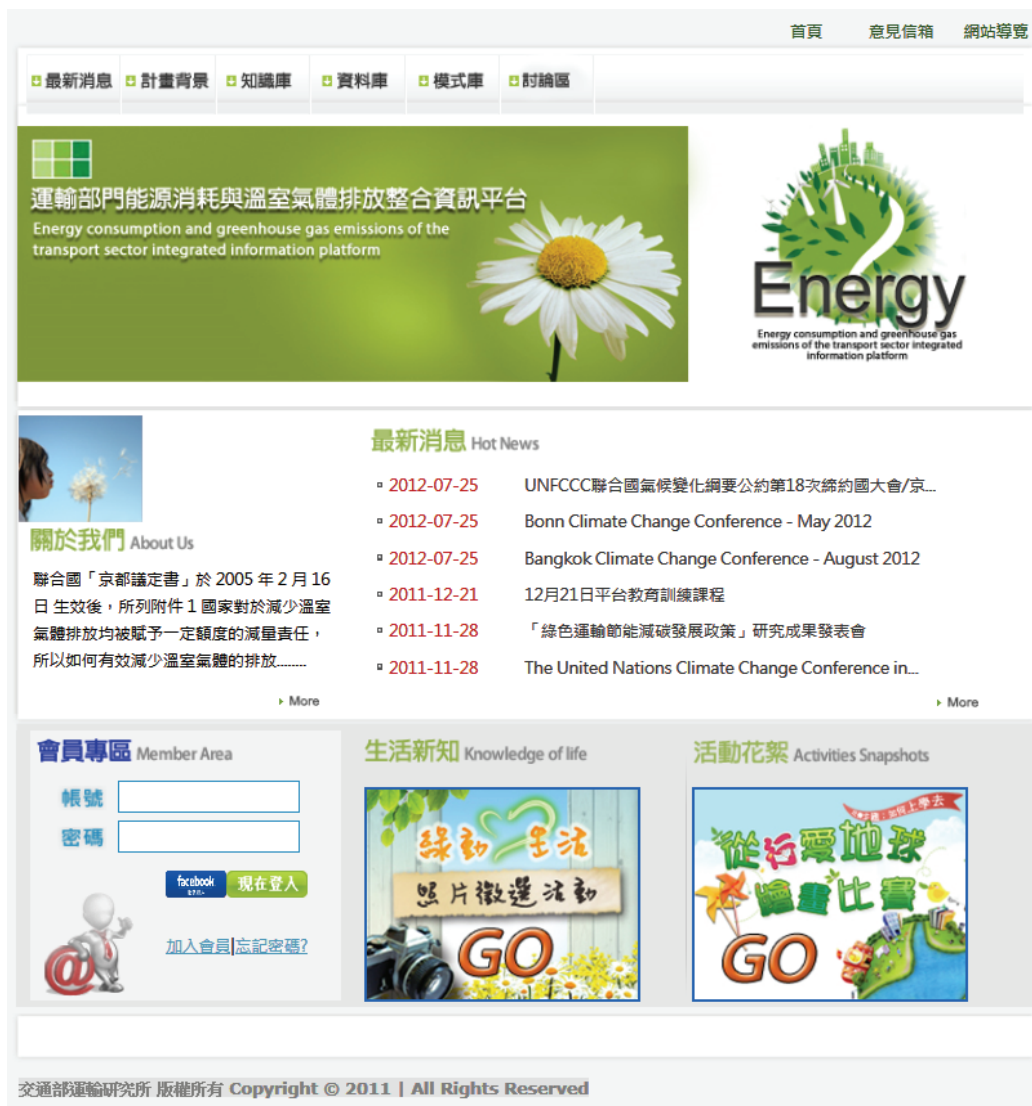 首頁 意見信箱 網站導覽
最新消息 計畫背景 知識庫 資料庫 模式庫 討論區
運輸部門能源消耗與溫室氣體排放整合資訊平台
Energy consumption and greenhouse gas emissions of the
transport sector integrated information platform
Energy
Energy consumption and greenhouse gas
emissions of the transport sector integrated
information platform
關於我們 About Us
聯合國「京都議定書」於 2005 年 2 月 16
日 生效後，所列附件 1 國家對於減少溫室
氣體排放均被賦予一定額度的減量責任，
所以如何有效減少溫室氣體的排放........
More
最新消息 Hot News
2012-07-25 UNFCCC聯合國氣候變化綱要公約第18次締約國大會/京...
2012-07-25 Bonn Climate Change Conference - May 2012
2012-07-25 Bangkok Climate Change Conference - August 2012
2011-12-21 12月21日平台教育訓練課程
2011-11-28 「綠色運輸節能減碳發展政策」研究成果發表會
2011-11-28 The United Nations Climate Change Conference in...
More
會員專區 Member Area
帳號
密碼
facebook
現在登入
加入會員|忘記密碼?
生活新知 Knowledge of life
綠動生活
照片徵選活動
GO
活動花絮 Activities Snapshots
如何上學去
從行愛地球
繪畫比賽
GO
交通部運輸研究所 版權所有 Copyright © 2011 | All Rights Reserved